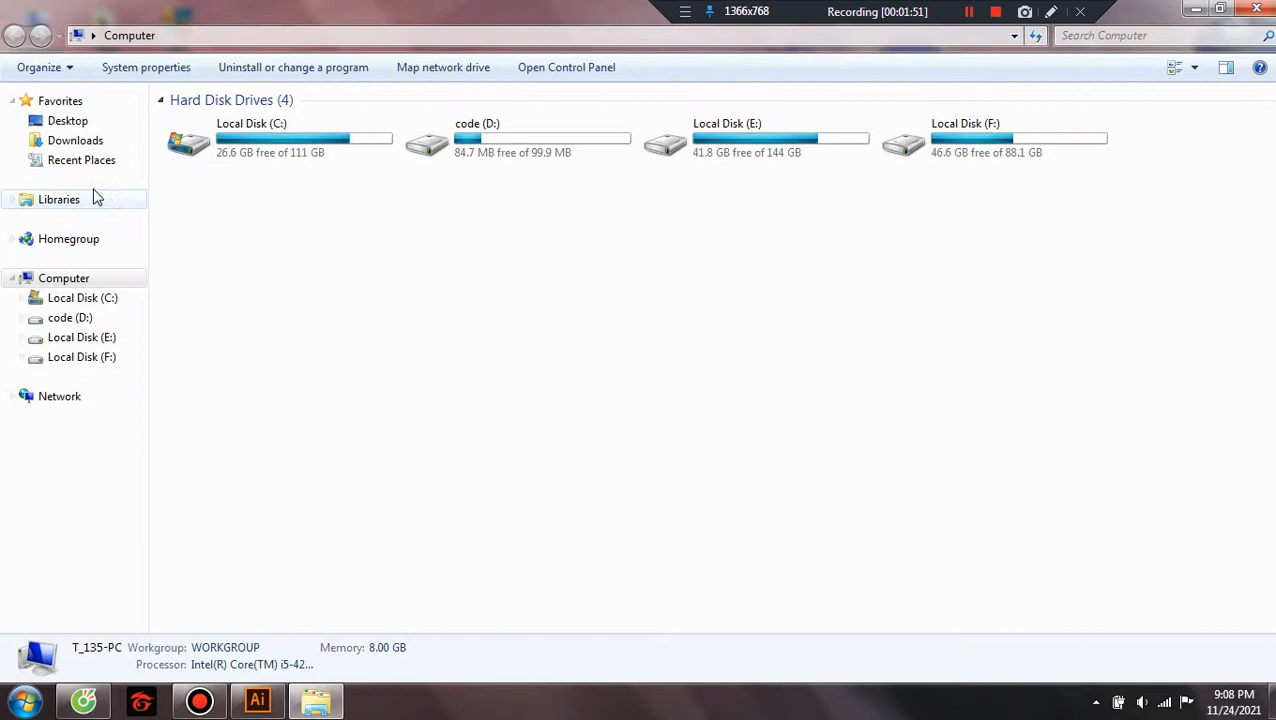 1366x768
Recording [00:01:51]
Computer
Search Computer
Organize
System properties
Uninstall or change a program
Map network drive
Open Control Panel
Favorites
Desktop
Downloads
Recent Places
Libraries
Homegroup
Computer
Local Disk (C:)
code (D:)
Local Disk (E:)
Local Disk (F:)
Network
Hard Disk Drives (4)
Local Disk (C:)
26.6 GB free of 111 GB
code (D:)
84.7 MB free of 99.9 MB
Local Disk (E:)
41.8 GB free of 144 GB
Local Disk (F:)
46.6 GB free of 88.1 GB
T_135-PC Workgroup: WORKGROUP Memory: 8.00 GB
Processor: Intel(R) Core(TM) i5-42...
Ai
9:08 PM
11/24/2021